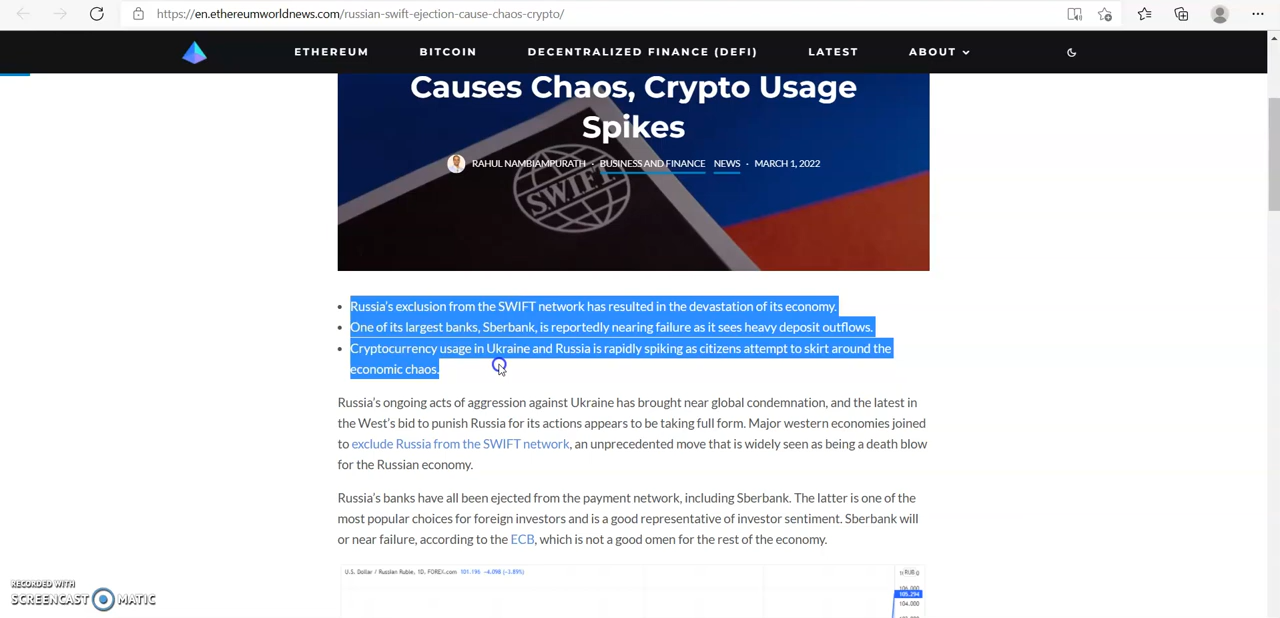 https://en.ethereumworldnews.com/russian-swift-ejection-cause-chaos-crypto/
ETHEREUM BITCOIN DECENTRALIZED FINANCE (DEFI) LATEST ABOUT
Causes Chaos, Crypto Usage
Spikes
RAHUL NAMBIAMPURATH · BUSINESS AND FINANCE NEWS · MARCH 1, 2022
S.W.I.F.T.
• Russia's exclusion from the SWIFT network has resulted in the devastation of its economy.
• One of its largest banks, Sberbank, is reportedly nearing failure as it sees heavy deposit outflows.
• Cryptocurrency usage in Ukraine and Russia is rapidly spiking as citizens attempt to skirt around the
economic chaos.
Russia's ongoing acts of aggression against Ukraine has brought near global condemnation, and the latest in
the West's bid to punish Russia for its actions appears to be taking full form. Major western economies joined
to exclude Russia from the SWIFT network, an unprecedented move that is widely seen as being a death blow
for the Russian economy.
Russia's banks have all been ejected from the payment network, including Sberbank. The latter is one of the
most popular choices for foreign investors and is a good representative of investor sentiment. Sberbank will
or near failure, according to the ECB, which is not a good omen for the rest of the economy.
U.S. Dollar / Russian Ruble, 1D, FOREX.com 101.196 -4.098 (-3.89%)
RUB
106.000
105.294
104.000
RECORDED WITH
SCREENCAST MATIC